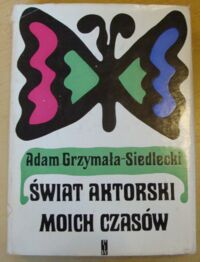 Adam Grzymała-Siedlecki
ŚWIAT AKTORSKI
MOICH CZASÓW